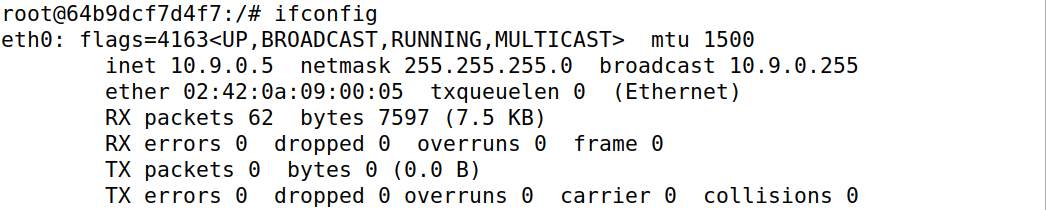 root@64b9dcf7d4f7:/# ifconfig
eth0: flags=4163<UP,BROADCAST,RUNNING,MULTICAST>  mtu 1500
        inet 10.9.0.5  netmask 255.255.255.0  broadcast 10.9.0.255
        ether 02:42:0a:09:00:05  txqueuelen 0  (Ethernet)
        RX packets 62  bytes 7597 (7.5 KB)
        RX errors 0  dropped 0  overruns 0  frame 0
        TX packets 0  bytes 0 (0.0 B)
        TX errors 0  dropped 0 overruns 0  carrier 0  collisions 0